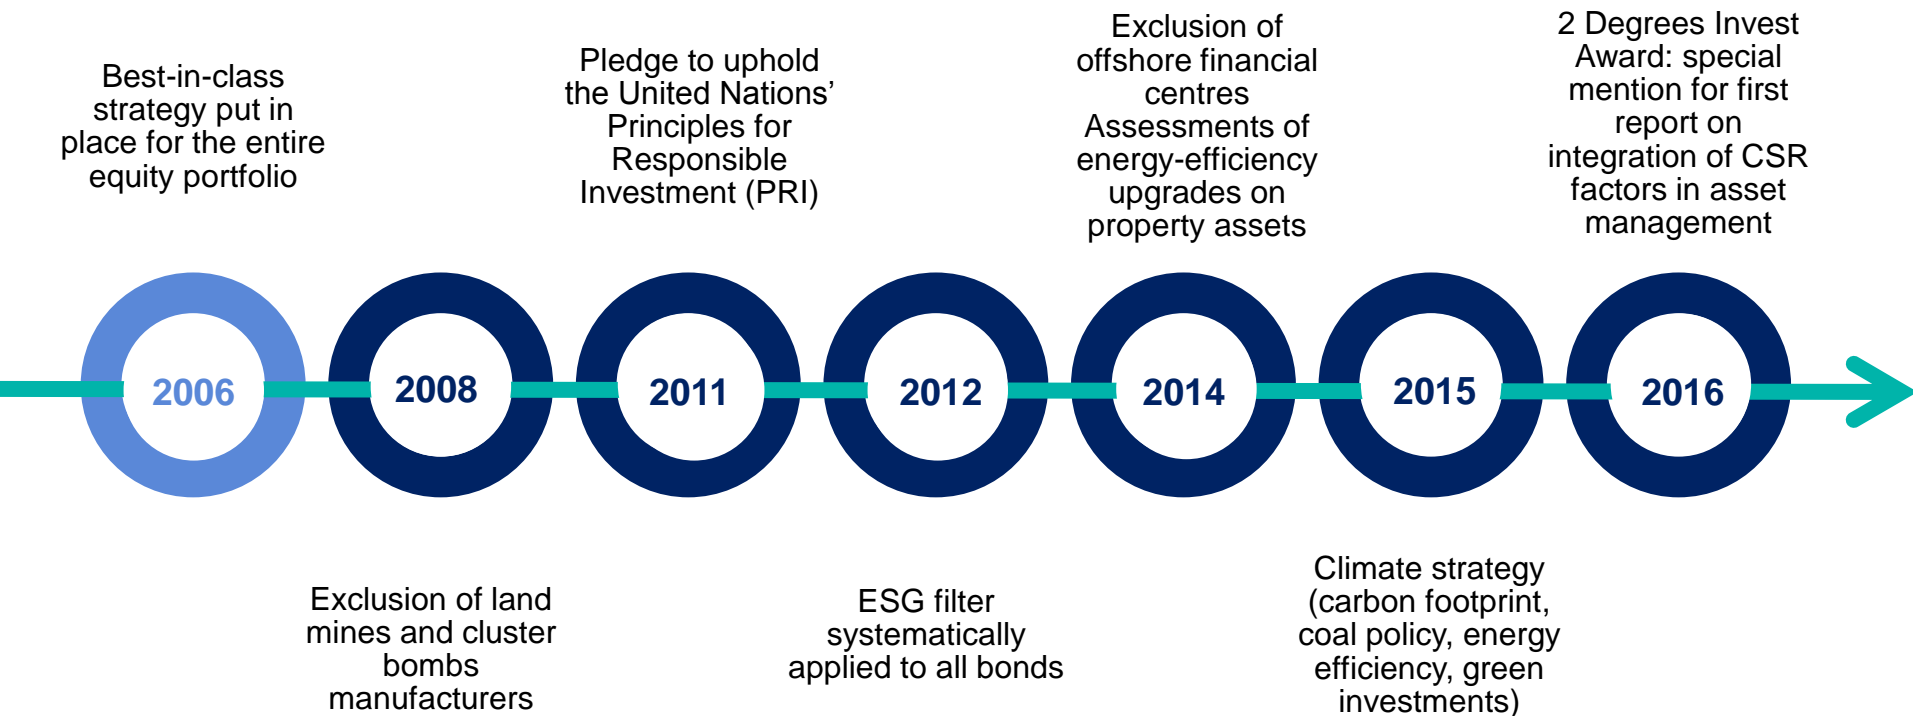 Best-in-class
strategy put in
place for the entire
equity portfolio
Pledge to uphold
the United Nations’
Principles for
Responsible
Investment (PRI)
Exclusion of
offshore financial
centres
Assessments of
energy-efficiency
upgrades on
property assets
2 Degrees Invest
Award: special
mention for first
report on
integration of CSR
factors in asset
management
2006
2008
2011
2012
2014
2015
2016
Exclusion of land
mines and cluster
bombs
manufacturers
ESG filter
systematically
applied to all bonds
Climate strategy
(carbon footprint,
coal policy, energy
efficiency, green
investments)